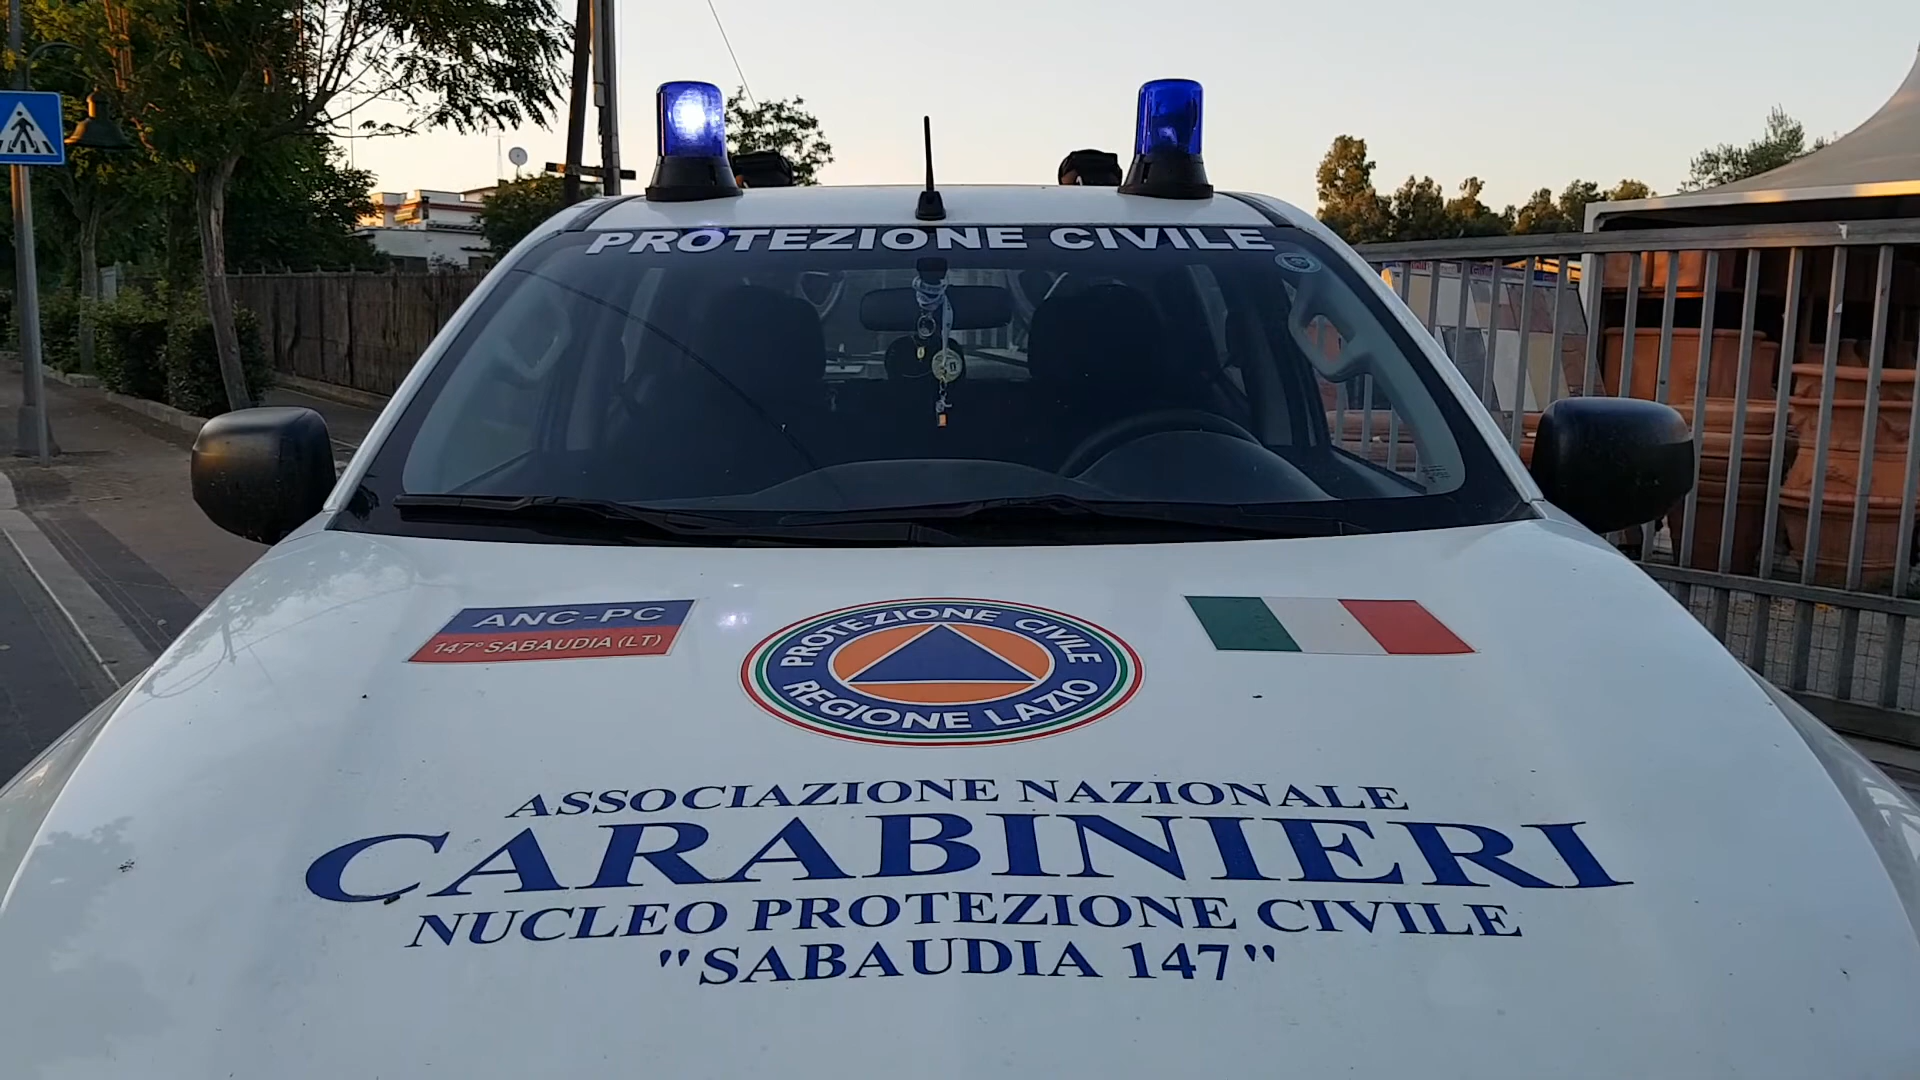 PROTEZIONE CIVILE
ANC-PC
147° SABAUDIA (LT)
PROTEZIONE CIVILE
REGIONE LAZIO
ASSOCIAZIONE NAZIONALE
CARABINIERI
NUCLEO PROTEZIONE CIVILE
"SABAUDIA 147"